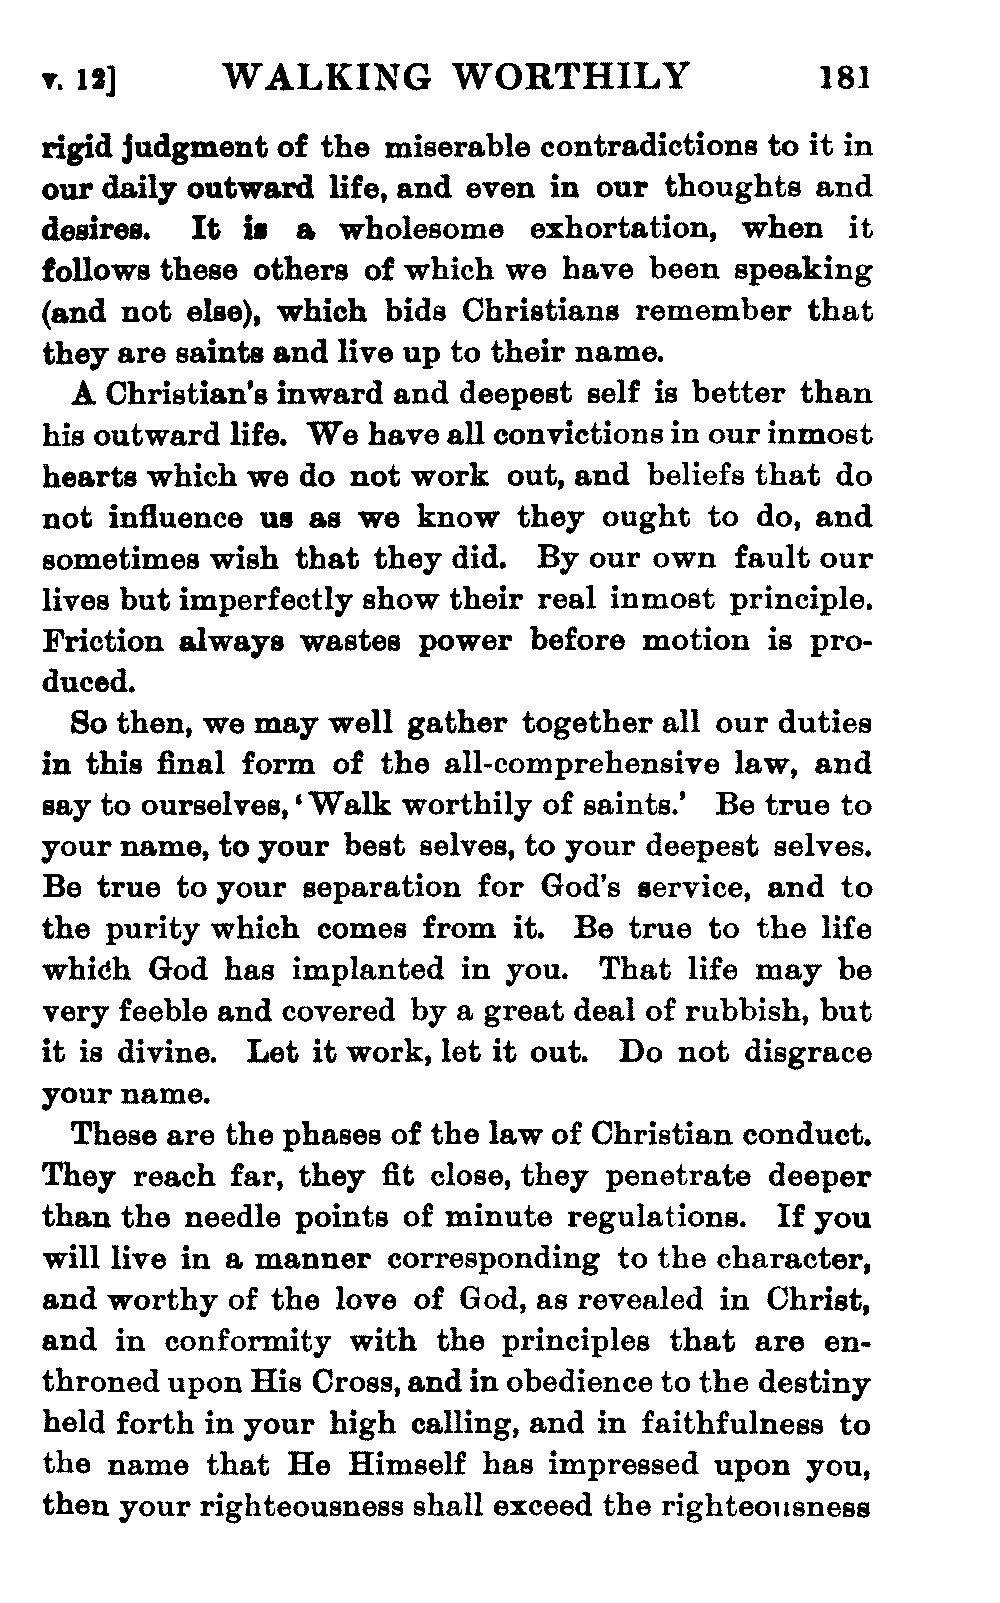 v. 12] WALKING WORTHILY 181
rigid judgment of the miserable contradictions to it in
our daily outward life, and even in our thoughts and
desires. It is a wholesome exhortation, when it
follows these others of which we have been speaking
(and not else), which bids Christians remember that
they are saints and live up to their name.
A Christian's inward and deepest self is better than
his outward life. We have all convictions in our inmost
hearts which we do not work out, and beliefs that do
not influence us as we know they ought to do, and
sometimes wish that they did. By our own fault our
lives but imperfectly show their real inmost principle.
Friction always wastes power before motion is pro-
duced.
So then, we may well gather together all our duties
in this final form of the all-comprehensive law, and
say to ourselves, 'Walk worthily of saints.' Be true to
your name, to your best selves, to your deepest selves.
Be true to your separation for God's service, and to
the purity which comes from it. Be true to the life
which God has implanted in you. That life may be
very feeble and covered by a great deal of rubbish, but
it is divine. Let it work, let it out. Do not disgrace
your name.
These are the phases of the law of Christian conduct.
They reach far, they fit close, they penetrate deeper
than the needle points of minute regulations. If you
will live in a manner corresponding to the character,
and worthy of the love of God, as revealed in Christ,
and in conformity with the principles that are en-
throned upon His Cross, and in obedience to the destiny
held forth in your high calling, and in faithfulness to
the name that He Himself has impressed upon you,
then your righteousness shall exceed the righteousness